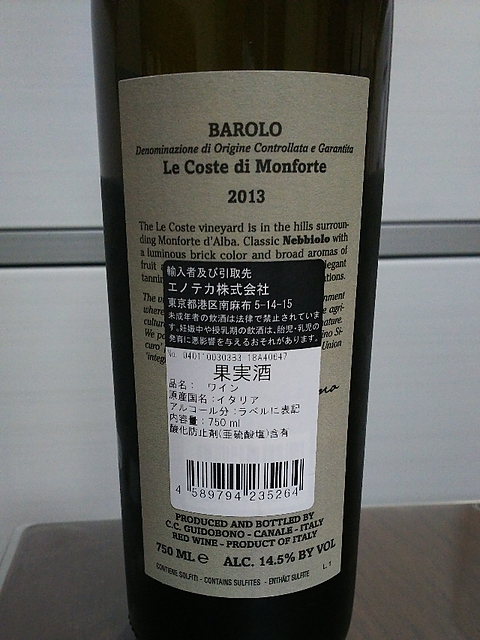 BAROLO
Denominazione di Origine Controllata e Garantita
Le Coste di Monforte
2013
The Le Coste vineyard is in the hills surroun-
ding Monforte d'Alba. Classic Nebbiolo with
a luminous brick color and broad aromas of
fruit
elegant
tannin
輸入者及び引取先
エノテカ株式会社
東京都港区南麻布 5-14-15
未成年者の飲酒は法律で禁止されていま
す。妊娠中や授乳期の飲酒は、胎児・乳児の
発育に悪影響を与えるおそれがあります。
No. 040110030333 18A40647
果実酒
品名： ワイン
原産国名：イタリア
アルコール分：ラベルに表記
内容量：750 ml
酸化防止剤(亜硫酸塩)含有
4 589794 235264
PRODUCED AND BOTTLED BY
C.C. GUIDOBONO - CANALE - ITALY
RED WINE - PRODUCT OF ITALY
750 ML e ALC. 14.5% BY VOL
CONTIENE SOLFITI - CONTAINS SULFITES - ENTHÄLT SULFITE